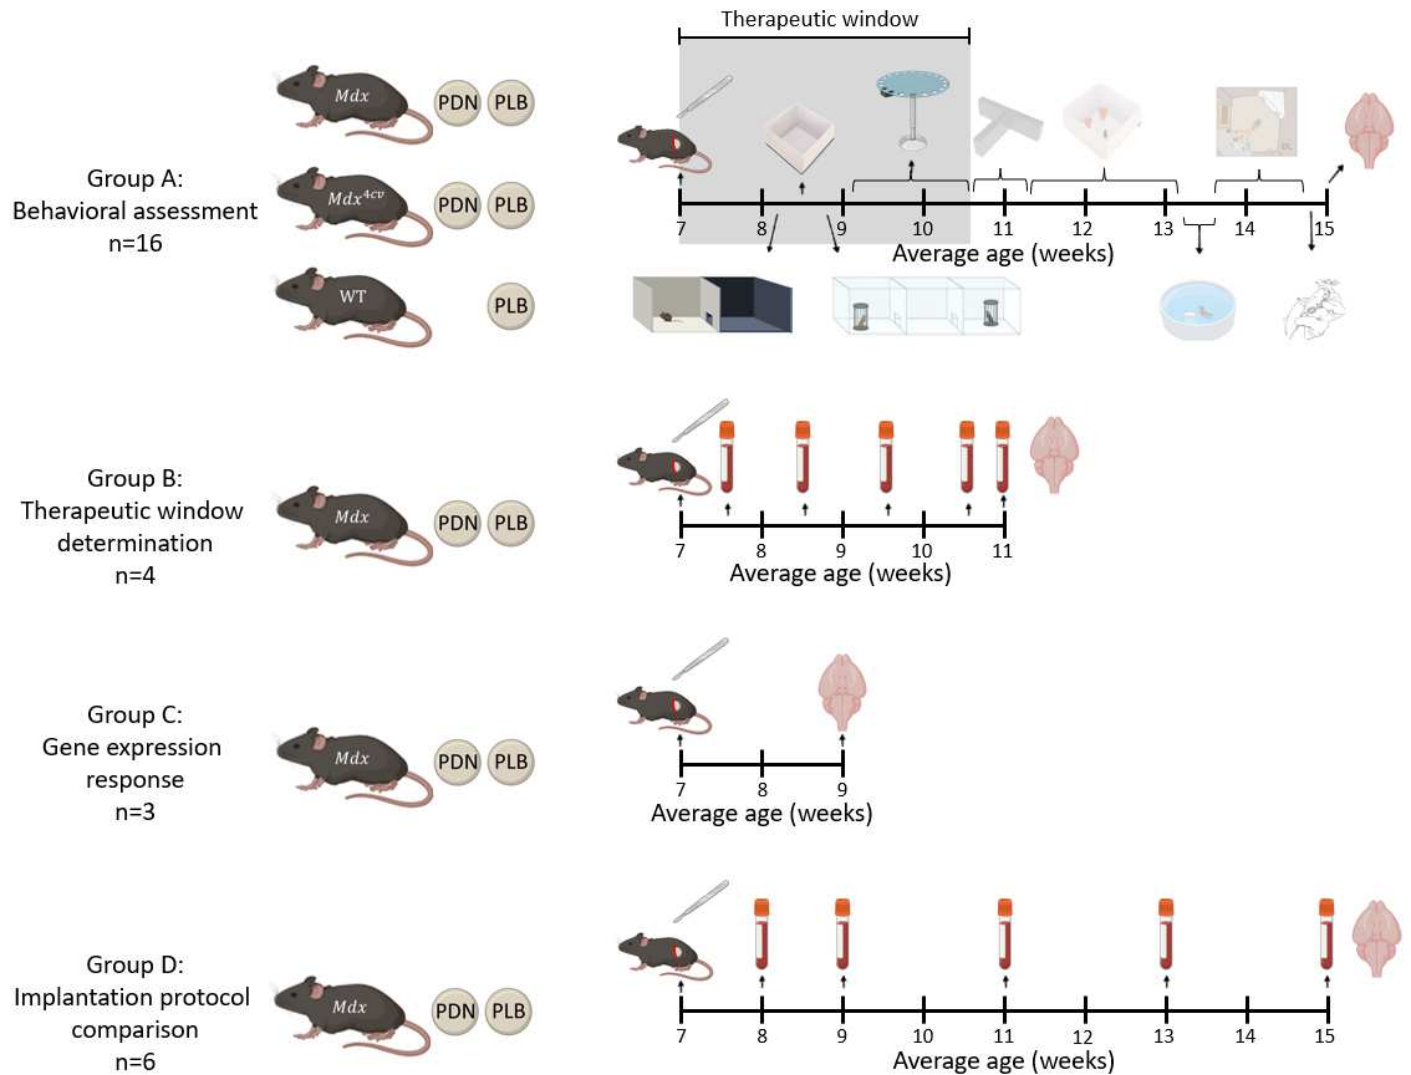 Therapeutic window
Mdx PDN PLB
Group A:
Behavioral assessment
n=16
Mdx4cv PDN PLB
WT PLB
7 8 9 10 11 12 13 14 15
Average age (weeks)
Group B:
Therapeutic window
determination
n=4
Mdx PDN PLB
7 8 9 10 11
Average age (weeks)
Group C:
Gene expression
response
n=3
Mdx PDN PLB
7 8 9
Average age (weeks)
Group D:
Implantation protocol
comparison
n=6
Mdx PDN PLB
7 8 9 10 11 12 13 14 15
Average age (weeks)